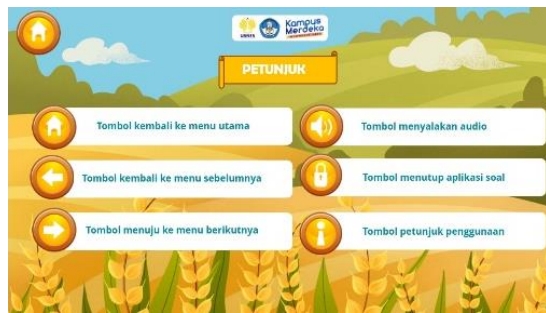 UNNES
Kampus
Merdeka
PETUNJUK
Tombol kembali ke menu utama
Tombol menyalakan audio
Tombol kembali ke menu sebelumnya
Tombol menutup aplikasi soal
Tombol menuju ke menu berikutnya
Tombol petunjuk penggunaan